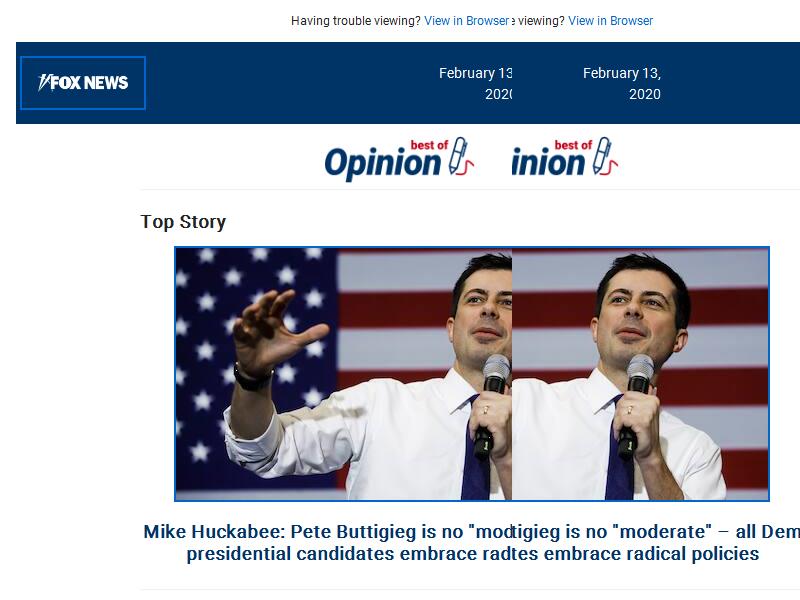 Having trouble viewing? View in Browser e viewing? View in Browser
FOX NEWS
February 13 February 13,
2020 2020
best of best of
Opinion inion
Top Story
Mike Huckabee: Pete Buttigieg is no "modtigieg is no "moderate" – all Dem
presidential candidates embrace radtes embrace radical policies